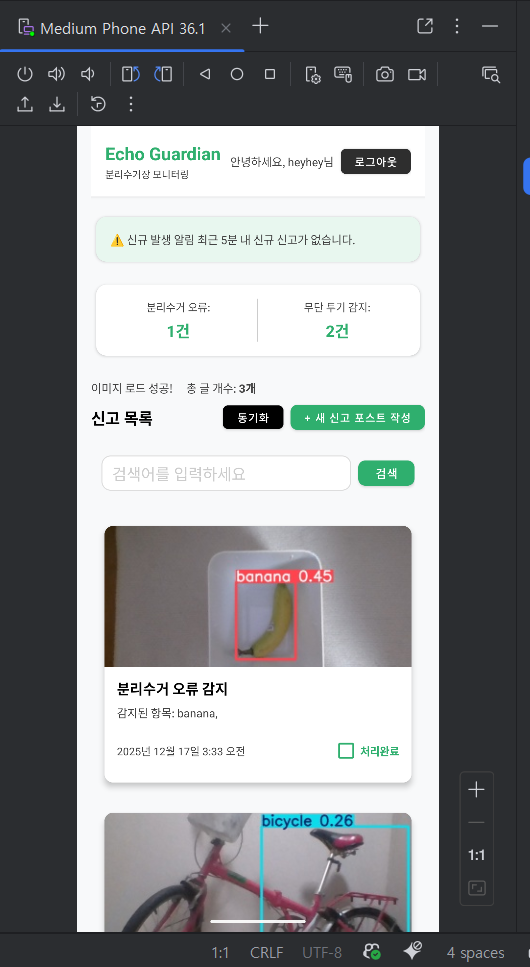 Medium Phone API 36.1
Echo Guardian
안녕하세요, heyhey님
로그아웃
분리수거장 모니터링
⚠️ 신규 발생 알림 최근 5분 내 신규 신고가 없습니다.
분리수거 오류:
무단 투기 감지:
1건
2건
이미지 로드 성공! 총 글 개수: 3개
신고 목록
동기화
+ 새 신고 포스트 작성
검색어를 입력하세요
검색
banana 0.45
분리수거 오류 감지
감지된 항목: banana,
2025년 12월 17일 3:33 오전
처리완료
bicycle 0.26
1:1
1:1 CRLF UTF-8 4 spaces